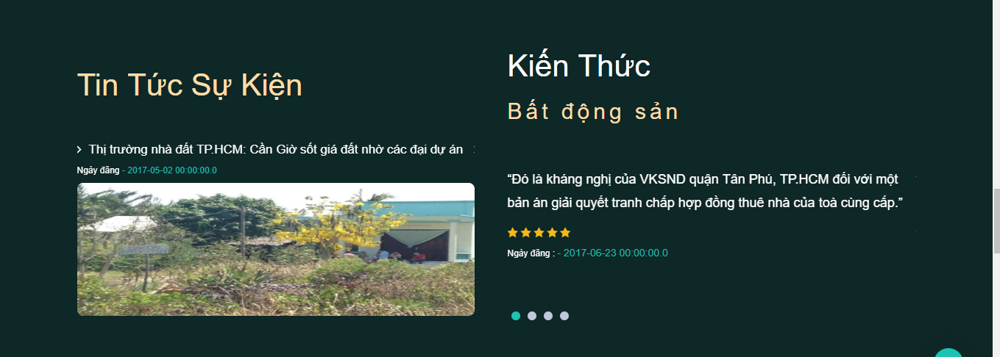 Tin Tức Sự Kiện
Thị trường nhà đất TP.HCM: Cần Giờ sốt giá đất nhờ các đại dự án
Ngày đăng - 2017-05-02 00:00:00.0
Kiến Thức
Bất động sản
“Đó là kháng nghị của VKSND quận Tân Phú, TP.HCM đối với một
bản án giải quyết tranh chấp hợp đồng thuê nhà của toà cùng cấp.”
Ngày đăng : - 2017-06-23 00:00:00.0